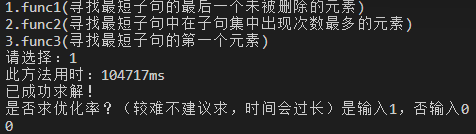 1.func1(寻找最短子句的最后一个未被删除的元素)
2.func2(寻找最短子句中在子句集中出现次数最多的元素)
3.func3(寻找最短子句的第一个元素)
请选择：1
此方法用时：104717ms
已成功求解！
是否求优化率？（较难不建议求，时间会过长）是输入1，否输入0
0